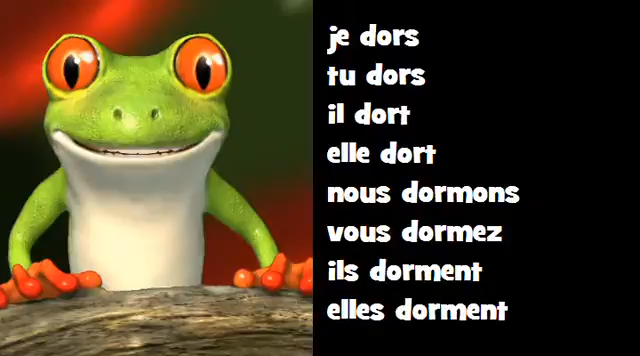 je dors
tu dors
il dort
elle dort
nous dormons
vous dormez
ils dorment
elles dorment